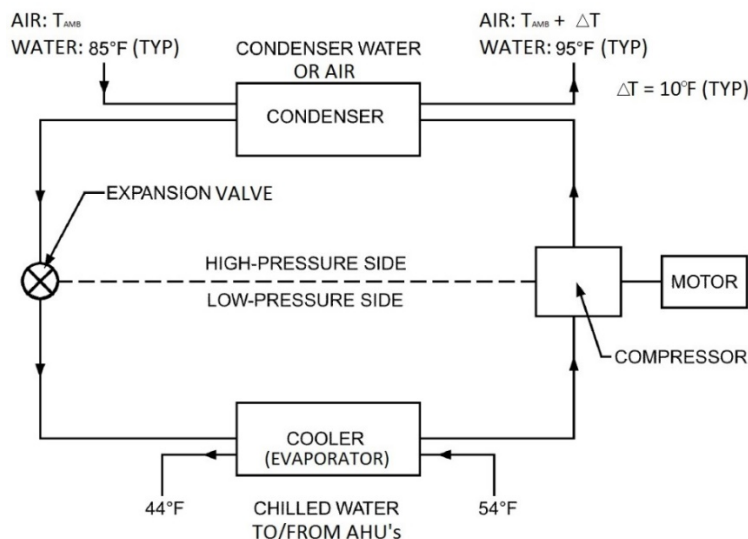 AIR: TAMB
WATER: 85°F (TYP)
CONDENSER WATER
OR AIR
AIR: TAMB + △T
WATER: 95°F (TYP)
△T = 10°F (TYP)
CONDENSER
EXPANSION VALVE
HIGH-PRESSURE SIDE
LOW-PRESSURE SIDE
MOTOR
COMPRESSOR
COOLER
(EVAPORATOR)
44°F
CHILLED WATER
TO/FROM AHU's
54°F